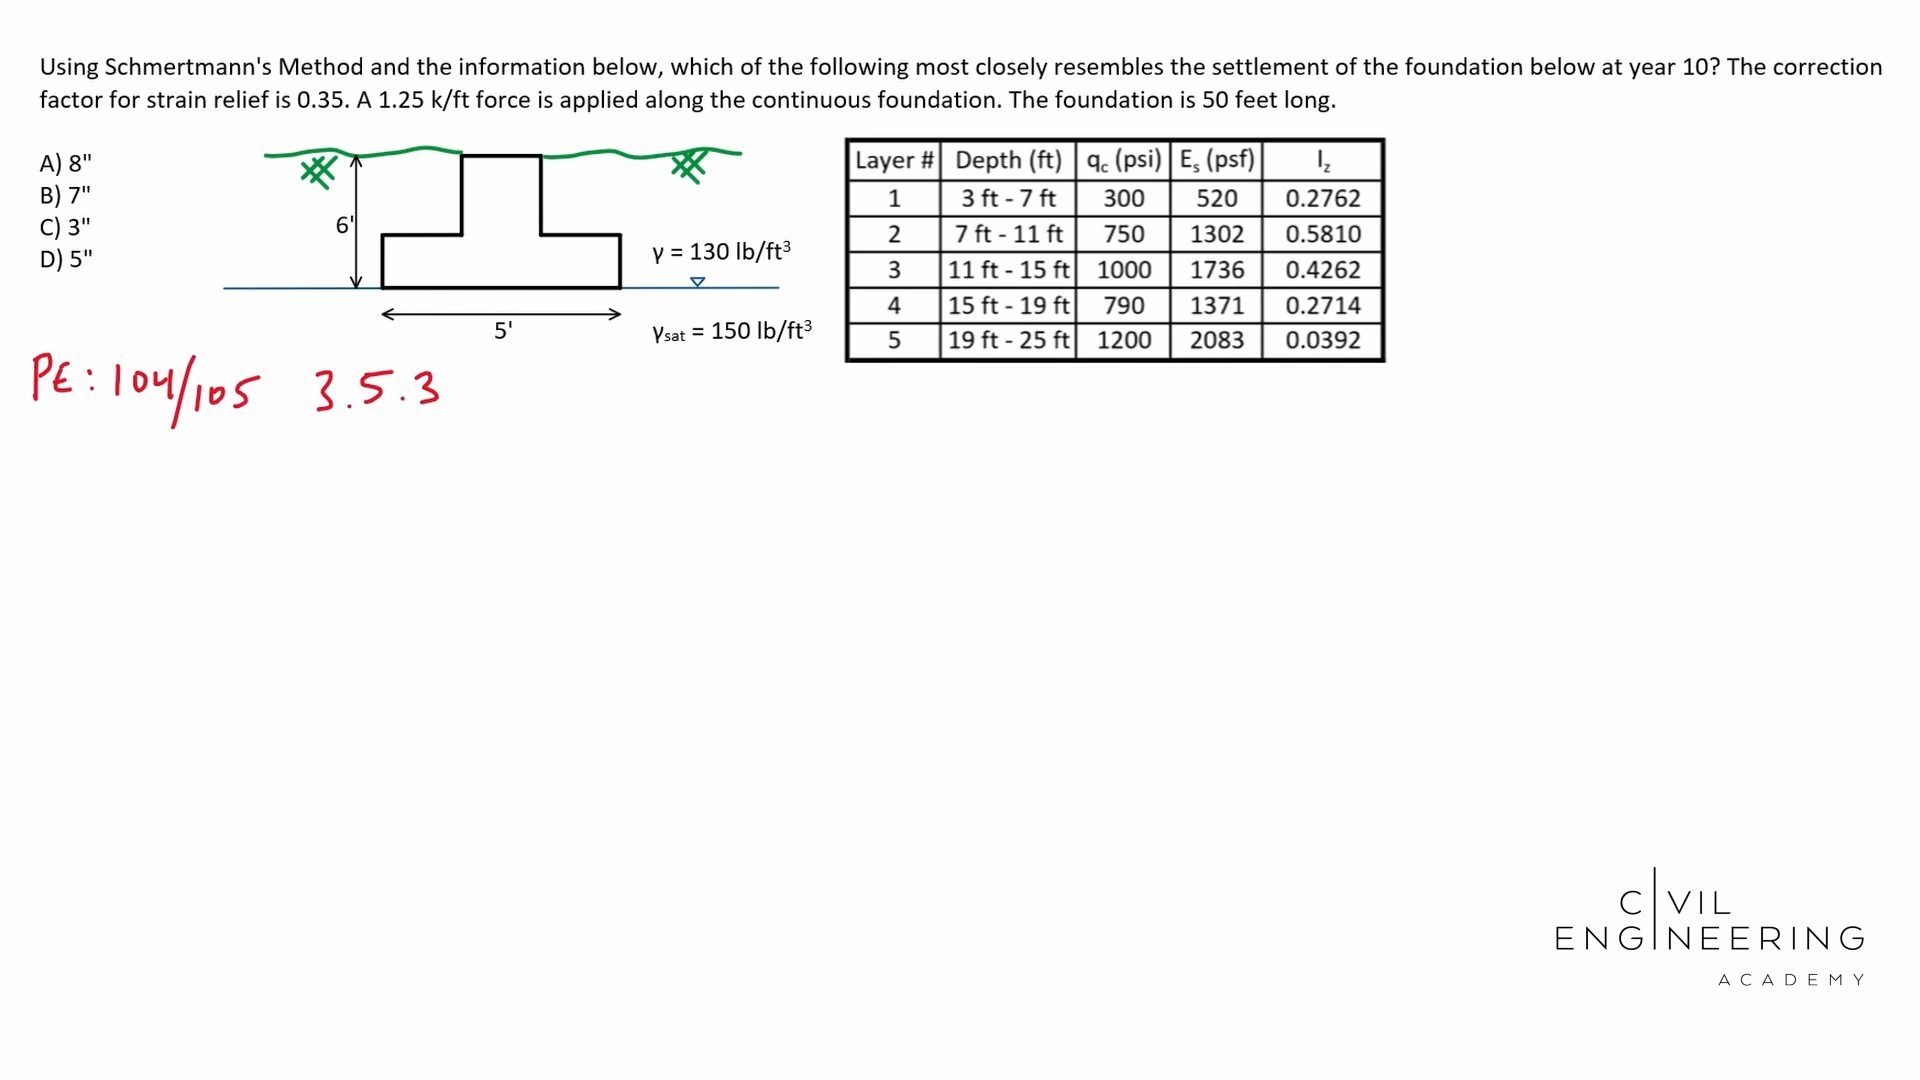 Using Schmertmann's Method and the information below, which of the following most closely resembles the settlement of the foundation below at year 10? The correction
factor for strain relief is 0.35. A 1.25 k/ft force is applied along the continuous foundation. The foundation is 50 feet long.
A) 8"
B) 7"
C) 3"
D) 5"
6'
5'
γ = 130 lb/ft³
γsat = 150 lb/ft³
Layer # Depth (ft) qc (psi) Es (psf) Iz
1 3 ft - 7 ft 300 520 0.2762
2 7 ft - 11 ft 750 1302 0.5810
3 11 ft - 15 ft 1000 1736 0.4262
4 15 ft - 19 ft 790 1371 0.2714
5 19 ft - 25 ft 1200 2083 0.0392
PE: 104/105 3.5.3
CIVIL
ENGINEERING
ACADEMY